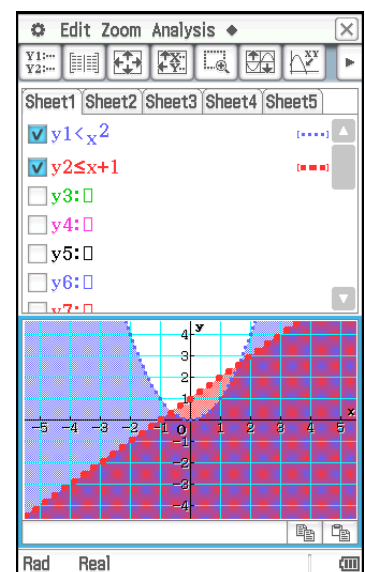 Edit Zoom Analysis ◆
Y1:··· Y2:··· XY
Sheet1 Sheet2 Sheet3 Sheet4 Sheet5
y1<x²
y2≤x+1
y3:▯
y4:▯
y5:▯
y6:▯
y7:▯
y
4
3
2
1
x
-5 -4 -3 -2 -1 O 1 2 3 4 5
-1
-2
-3
-4
Rad Real